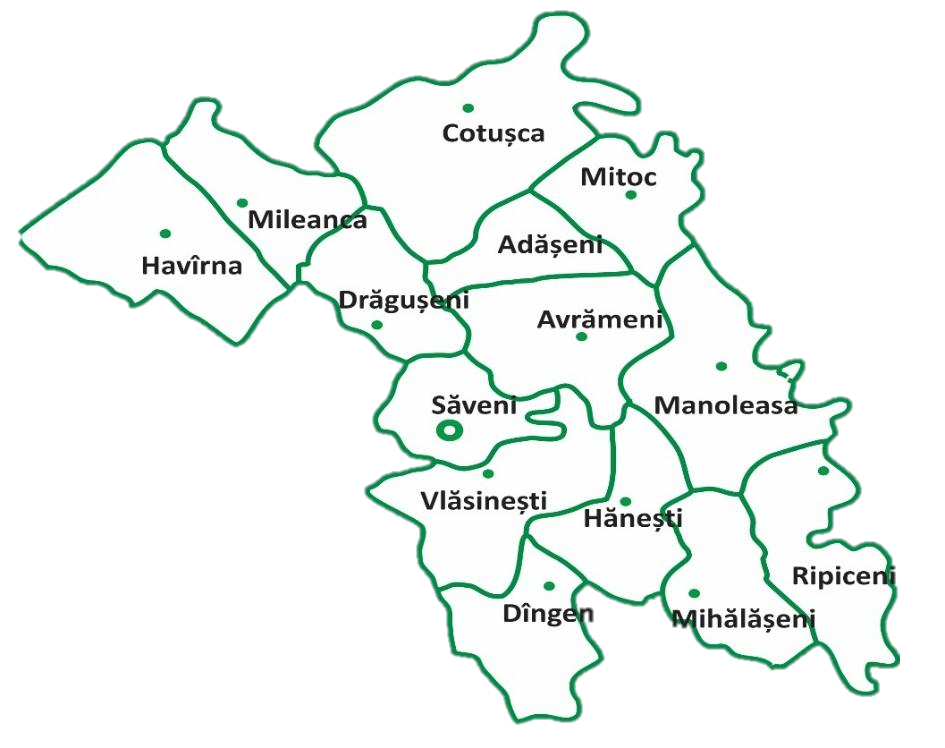 Cotușca
Mitoc
Mileanca
Adășeni
Havîrna
Drăgușeni
Avrămeni
Săveni
Manoleasa
Vlăsinești
Hănești
Ripiceni
Dîngen
Mihălășeni